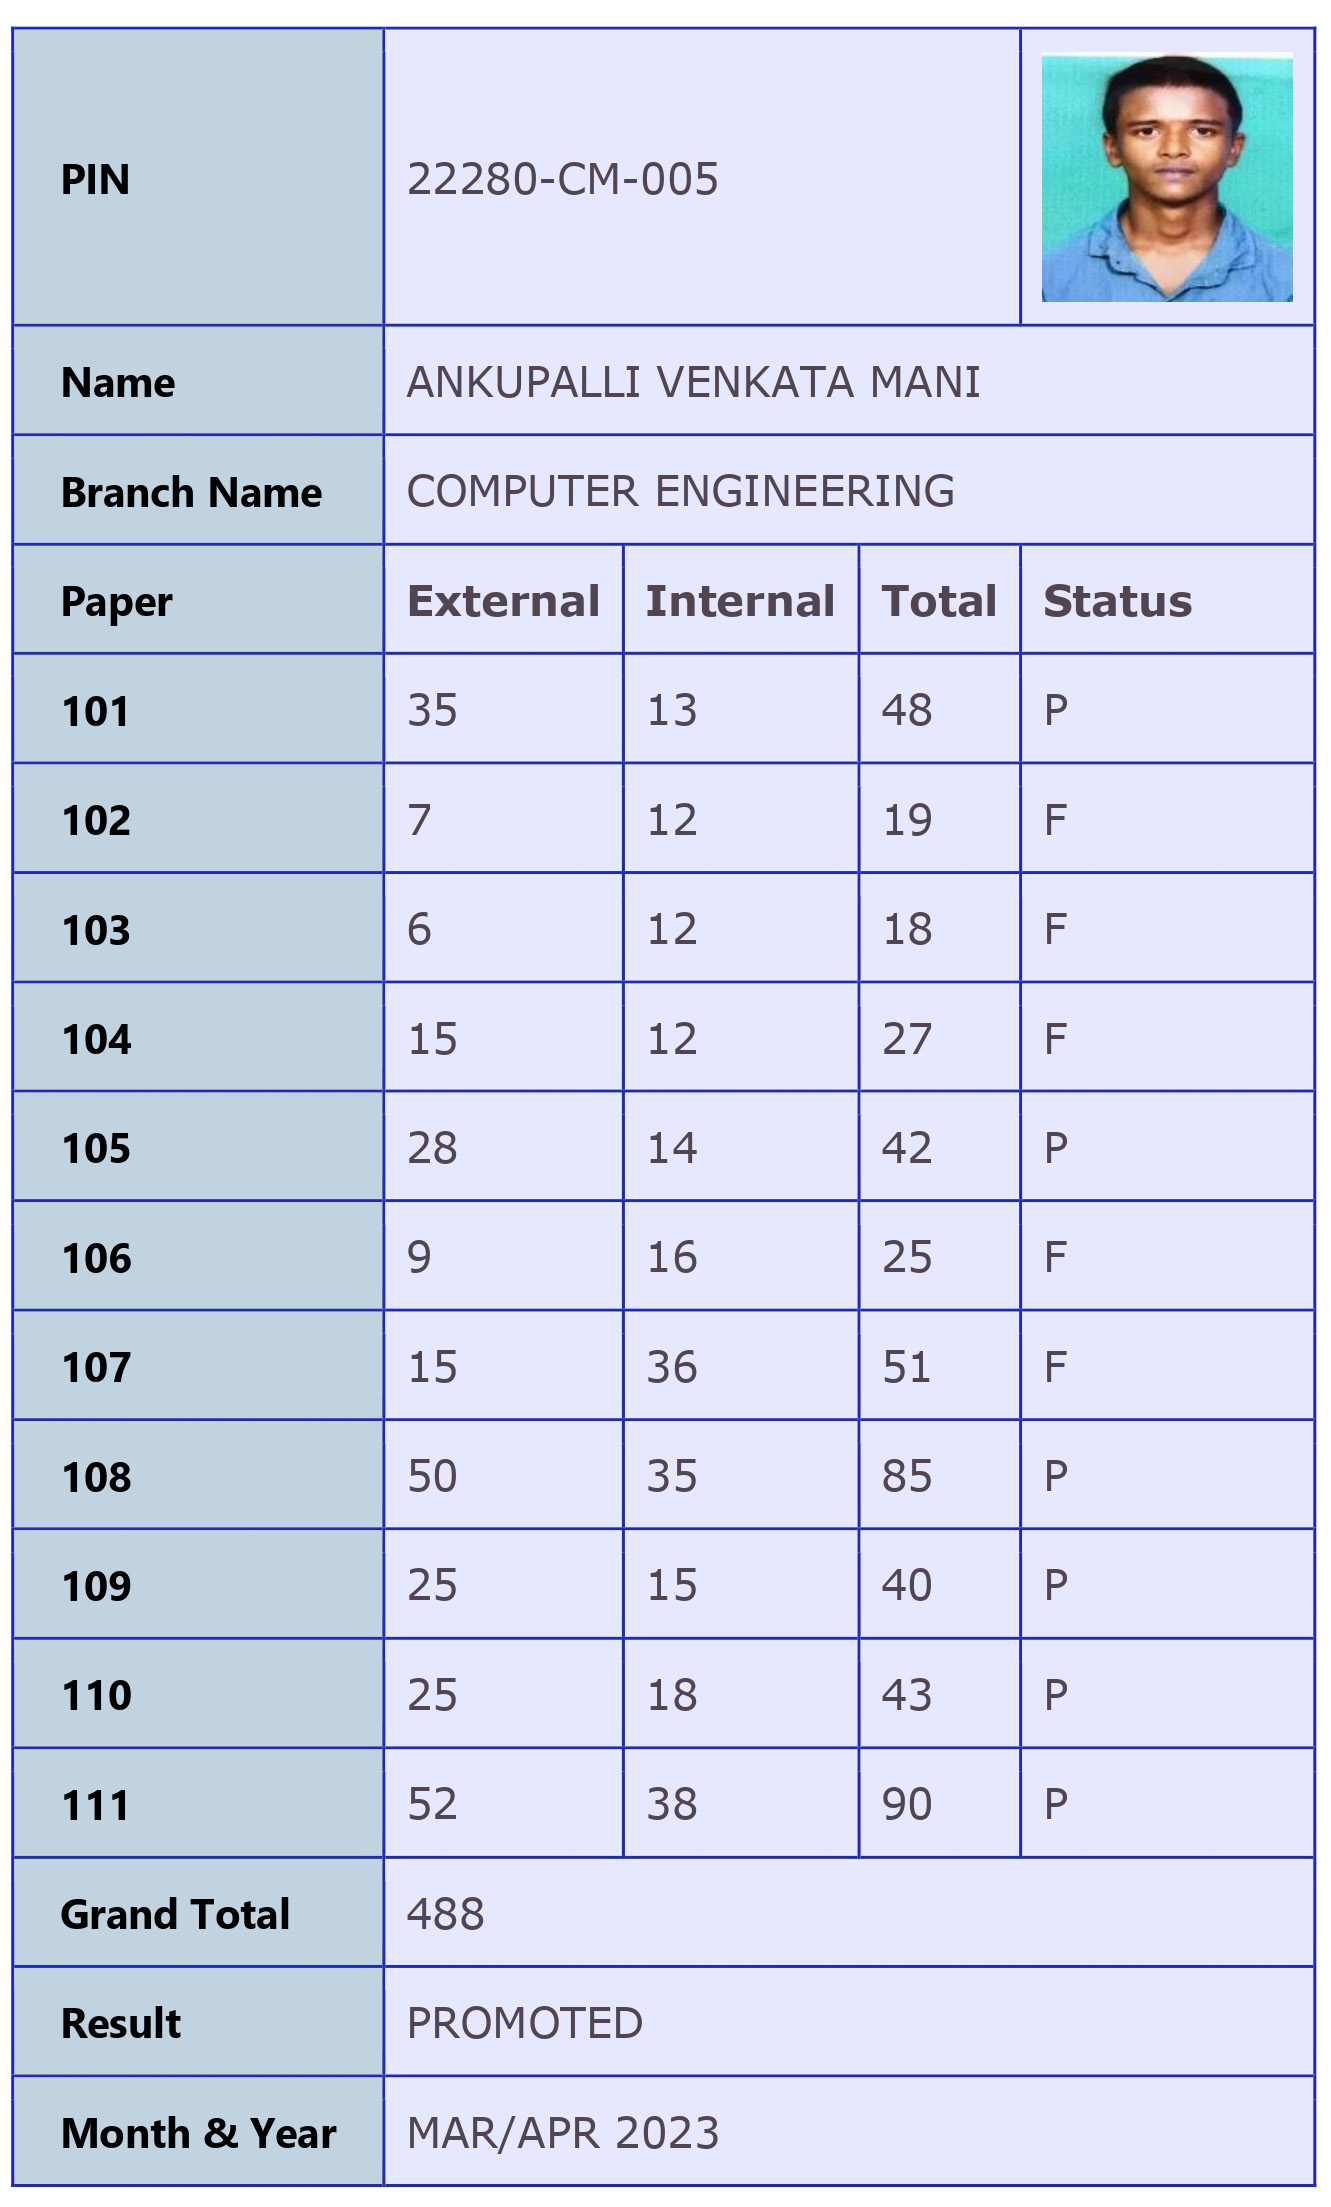 PIN 22280-CM-005
Name ANKUPALLI VENKATA MANI
Branch Name COMPUTER ENGINEERING
Paper External Internal Total Status
101 35 13 48 P
102 7 12 19 F
103 6 12 18 F
104 15 12 27 F
105 28 14 42 P
106 9 16 25 F
107 15 36 51 F
108 50 35 85 P
109 25 15 40 P
110 25 18 43 P
111 52 38 90 P
Grand Total 488
Result PROMOTED
Month & Year MAR/APR 2023